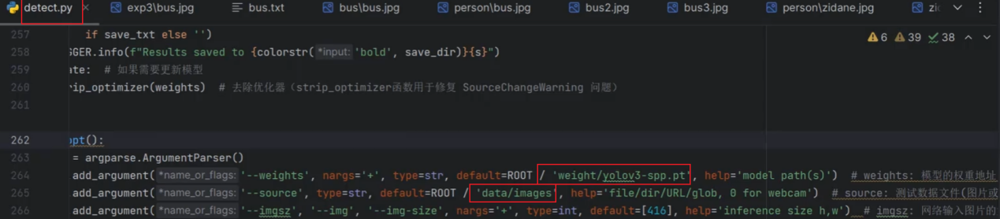 detect.py exp3\bus.jpg bus.txt bus\bus.jpg person\bus.jpg bus2.jpg bus3.jpg person\zidane.jpg
257 if save_txt else '')
6 39 38
258 GGER.info(f"Results saved to {colorstr(*input: 'bold', save_dir)}{s}")
259 ate: # 如果需要更新模型
260 rip_optimizer(weights) # 去除优化器（strip_optimizer函数用于修复 SourceChangeWarning 问题）
261
262 opt():
263 = argparse.ArgumentParser()
264 add_argument(*name_or_flags: '--weights', nargs='+', type=str, default=ROOT / 'weight/yolov3-spp.pt', help='model path(s)') # weights: 模型的权重地址
265 add_argument(*name_or_flags: '--source', type=str, default=ROOT / 'data/images', help='file/dir/URL/glob, 0 for webcam') # source: 测试数据文件(图片或
266 add_argument(*name_or_flags: '--imgsz', '--img', '--img-size', nargs='+', type=int, default=[416], help='inference size h,w') # imgsz: 网络输入图片的